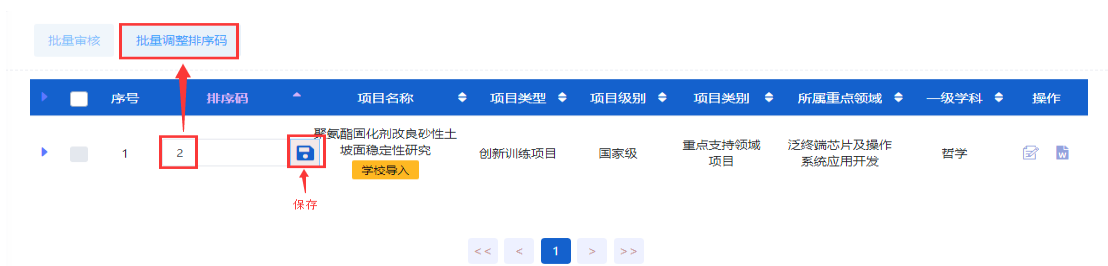 批量审核 批量调整排序码
序号 排序码 项目名称 项目类型 项目级别 项目类别 所属重点领域 一级学科 操作
1 2 聚氨酯固化剂改良砂性土 创新训练项目 国家级 重点支持领域 泛终端芯片及操作 哲学
坡面稳定性研究 项目 系统应用开发
学校导入
保存
<< < 1 > >>